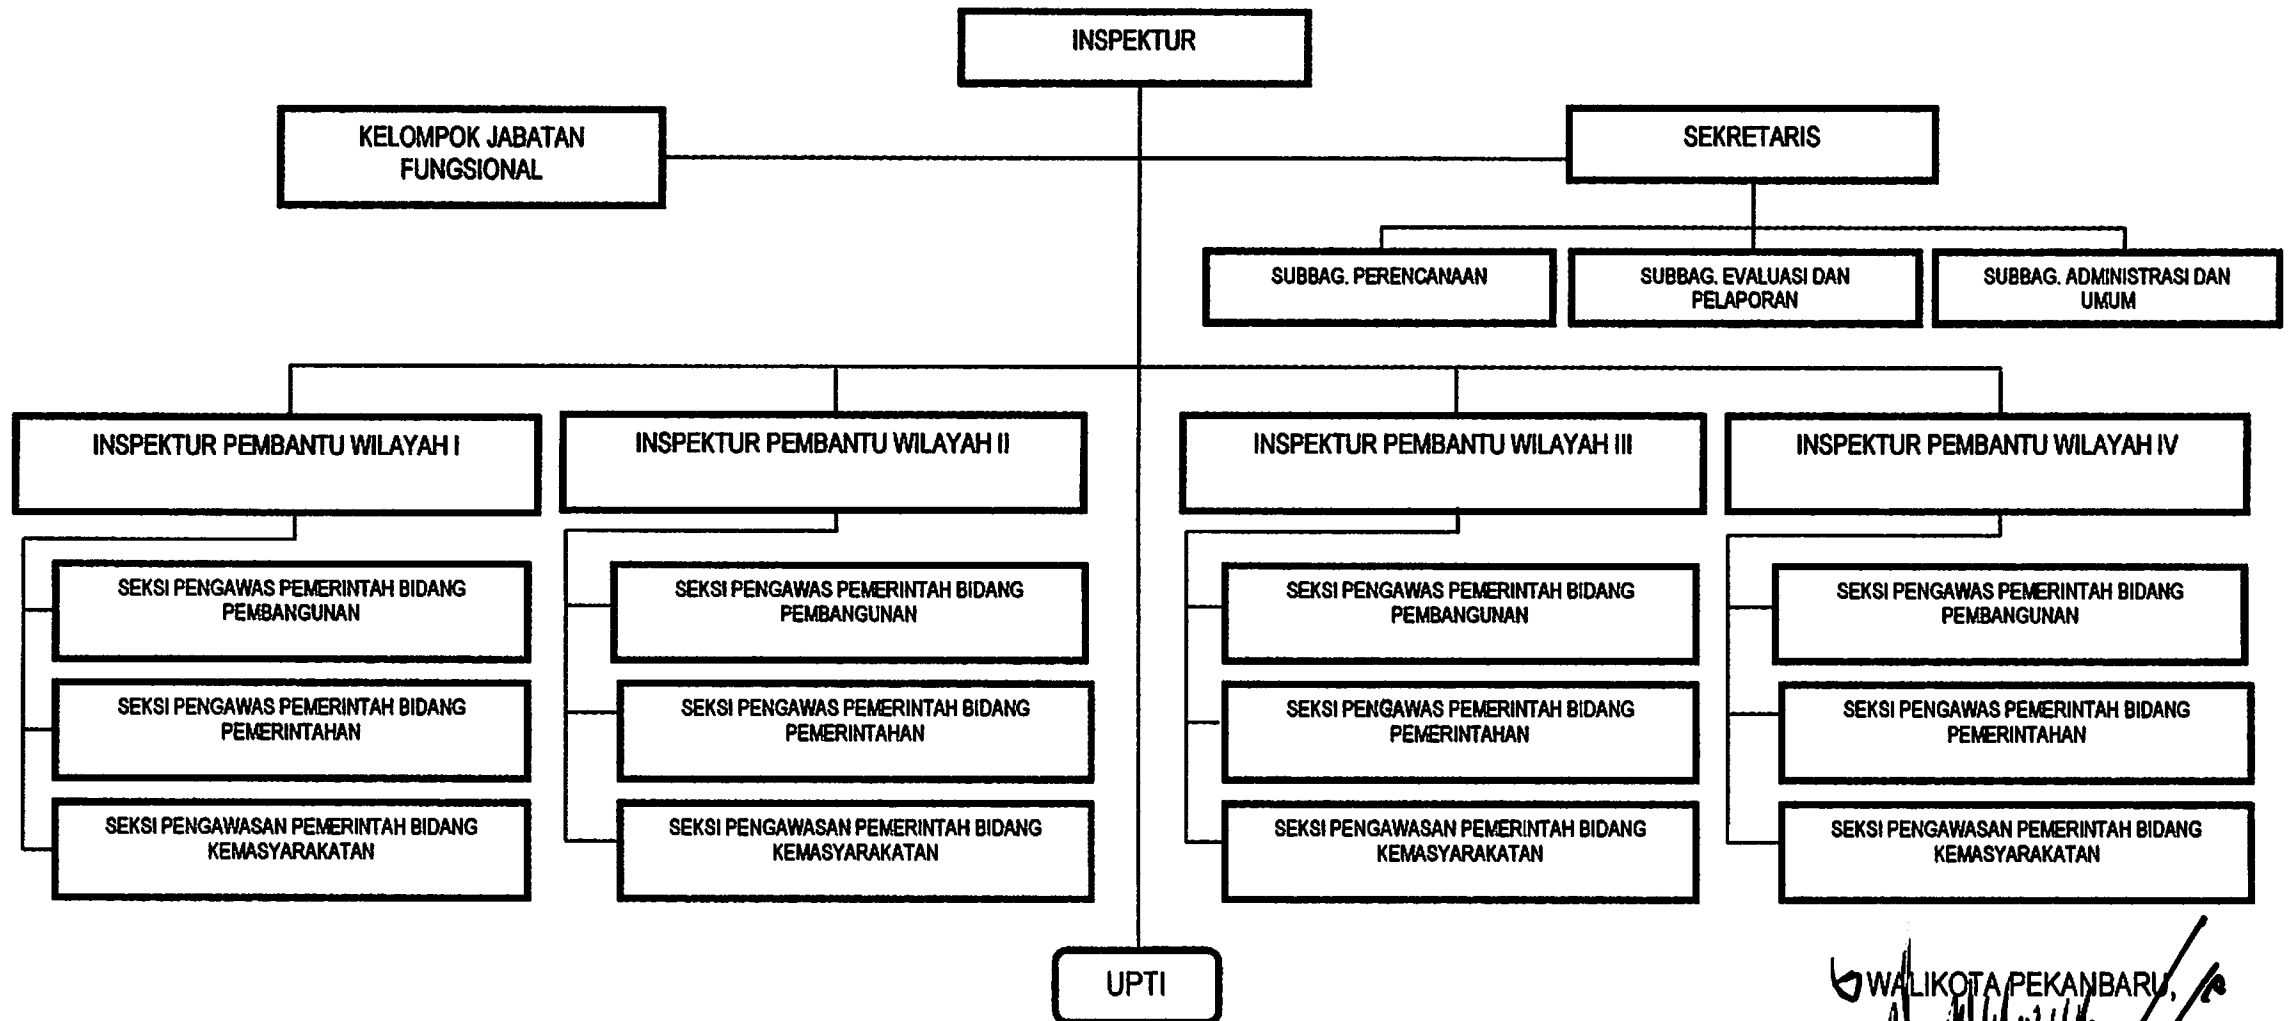 INSPEKTUR
KELOMPOK JABATAN
FUNGSIONAL
SEKRETARIS
SUBBAG. PERENCANAAN
SUBBAG. EVALUASI DAN
PELAPORAN
SUBBAG. ADMINISTRASI DAN
UMUM
INSPEKTUR PEMBANTU WILAYAH I
INSPEKTUR PEMBANTU WILAYAH II
INSPEKTUR PEMBANTU WILAYAH III
INSPEKTUR PEMBANTU WILAYAH IV
SEKSI PENGAWAS PEMERINTAH BIDANG
PEMBANGUNAN
SEKSI PENGAWAS PEMERINTAH BIDANG
PEMBANGUNAN
SEKSI PENGAWAS PEMERINTAH BIDANG
PEMBANGUNAN
SEKSI PENGAWAS PEMERINTAH BIDANG
PEMBANGUNAN
SEKSI PENGAWAS PEMERINTAH BIDANG
PEMERINTAHAN
SEKSI PENGAWAS PEMERINTAH BIDANG
PEMERINTAHAN
SEKSI PENGAWAS PEMERINTAH BIDANG
PEMERINTAHAN
SEKSI PENGAWAS PEMERINTAH BIDANG
PEMERINTAHAN
SEKSI PENGAWASAN PEMERINTAH BIDANG
KEMASYARAKATAN
SEKSI PENGAWASAN PEMERINTAH BIDANG
KEMASYARAKATAN
SEKSI PENGAWASAN PEMERINTAH BIDANG
KEMASYARAKATAN
SEKSI PENGAWASAN PEMERINTAH BIDANG
KEMASYARAKATAN
UPTI
WALIKOTA PEKANBARU,